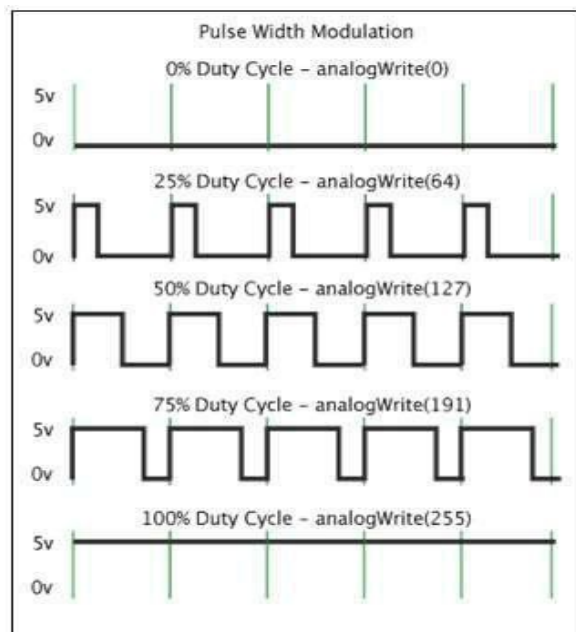 Pulse Width Modulation
0% Duty Cycle – analogWrite(0)
5v
0v
25% Duty Cycle – analogWrite(64)
5v
0v
50% Duty Cycle – analogWrite(127)
5v
0v
75% Duty Cycle – analogWrite(191)
5v
0v
100% Duty Cycle – analogWrite(255)
5v
0v